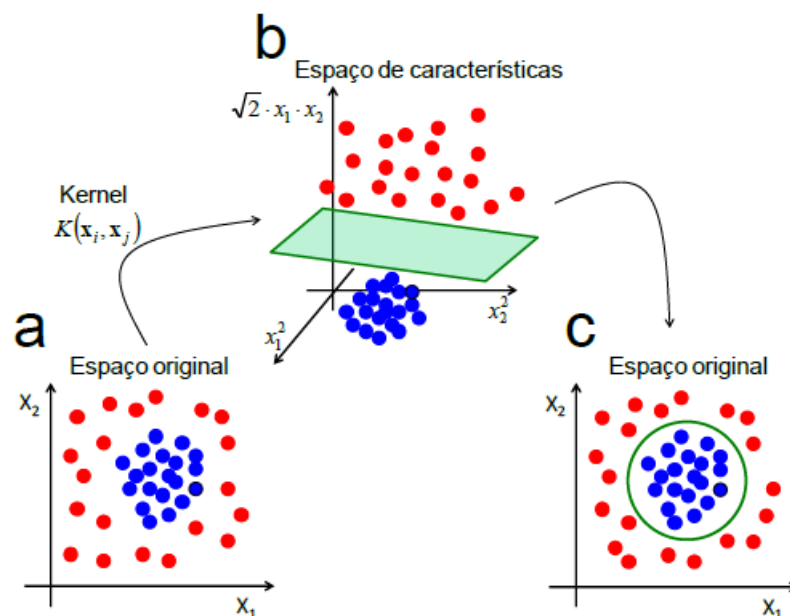 b
Espaço de características
√2 · x₁ · x₂
Kernel
K(xᵢ, xⱼ)
x₁²
x₂²
a
Espaço original
X₂
X₁
c
Espaço original
X₂
X₁